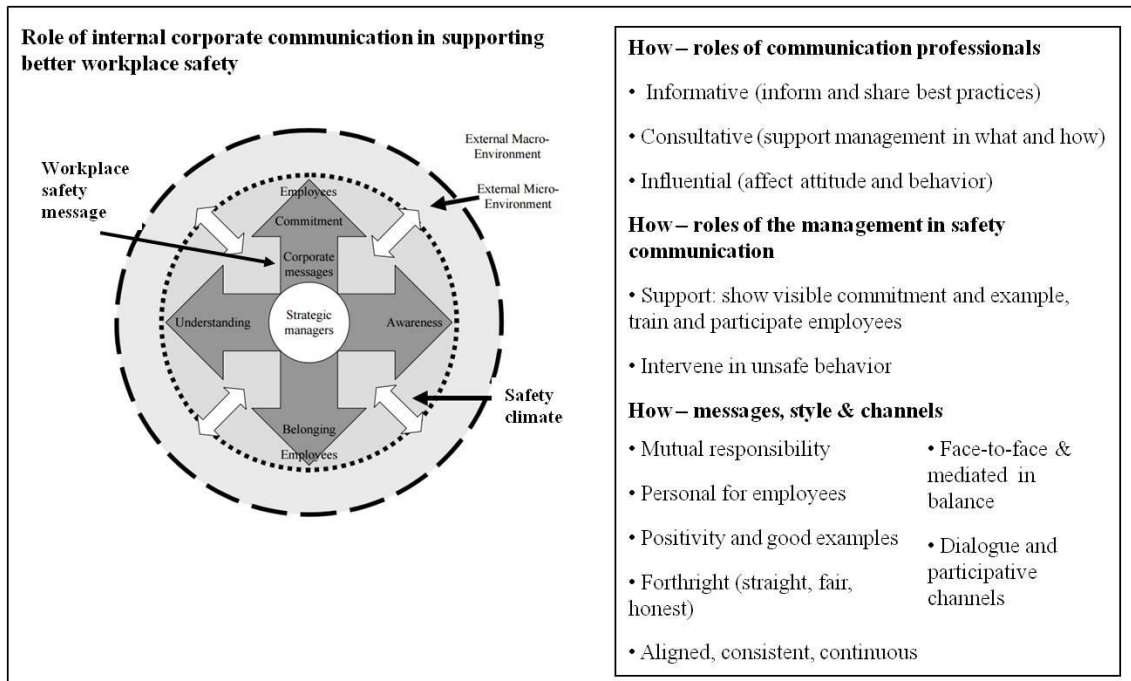 Role of internal corporate communication in supporting
better workplace safety
External Macro-
Environment
Workplace
safety
message
External Micro-
Environment
Employees
Commitment
Corporate
messages
Understanding
Strategic
managers
Awareness
Safety
climate
Belonging
Employees
How – roles of communication professionals
• Informative (inform and share best practices)
• Consultative (support management in what and how)
• Influential (affect attitude and behavior)
How – roles of the management in safety
communication
• Support: show visible commitment and example,
train and participate employees
• Intervene in unsafe behavior
How – messages, style & channels
• Mutual responsibility
• Personal for employees
• Positivity and good examples
• Forthright (straight, fair,
honest)
• Aligned, consistent, continuous
• Face-to-face &
mediated in
balance
• Dialogue and
participative
channels